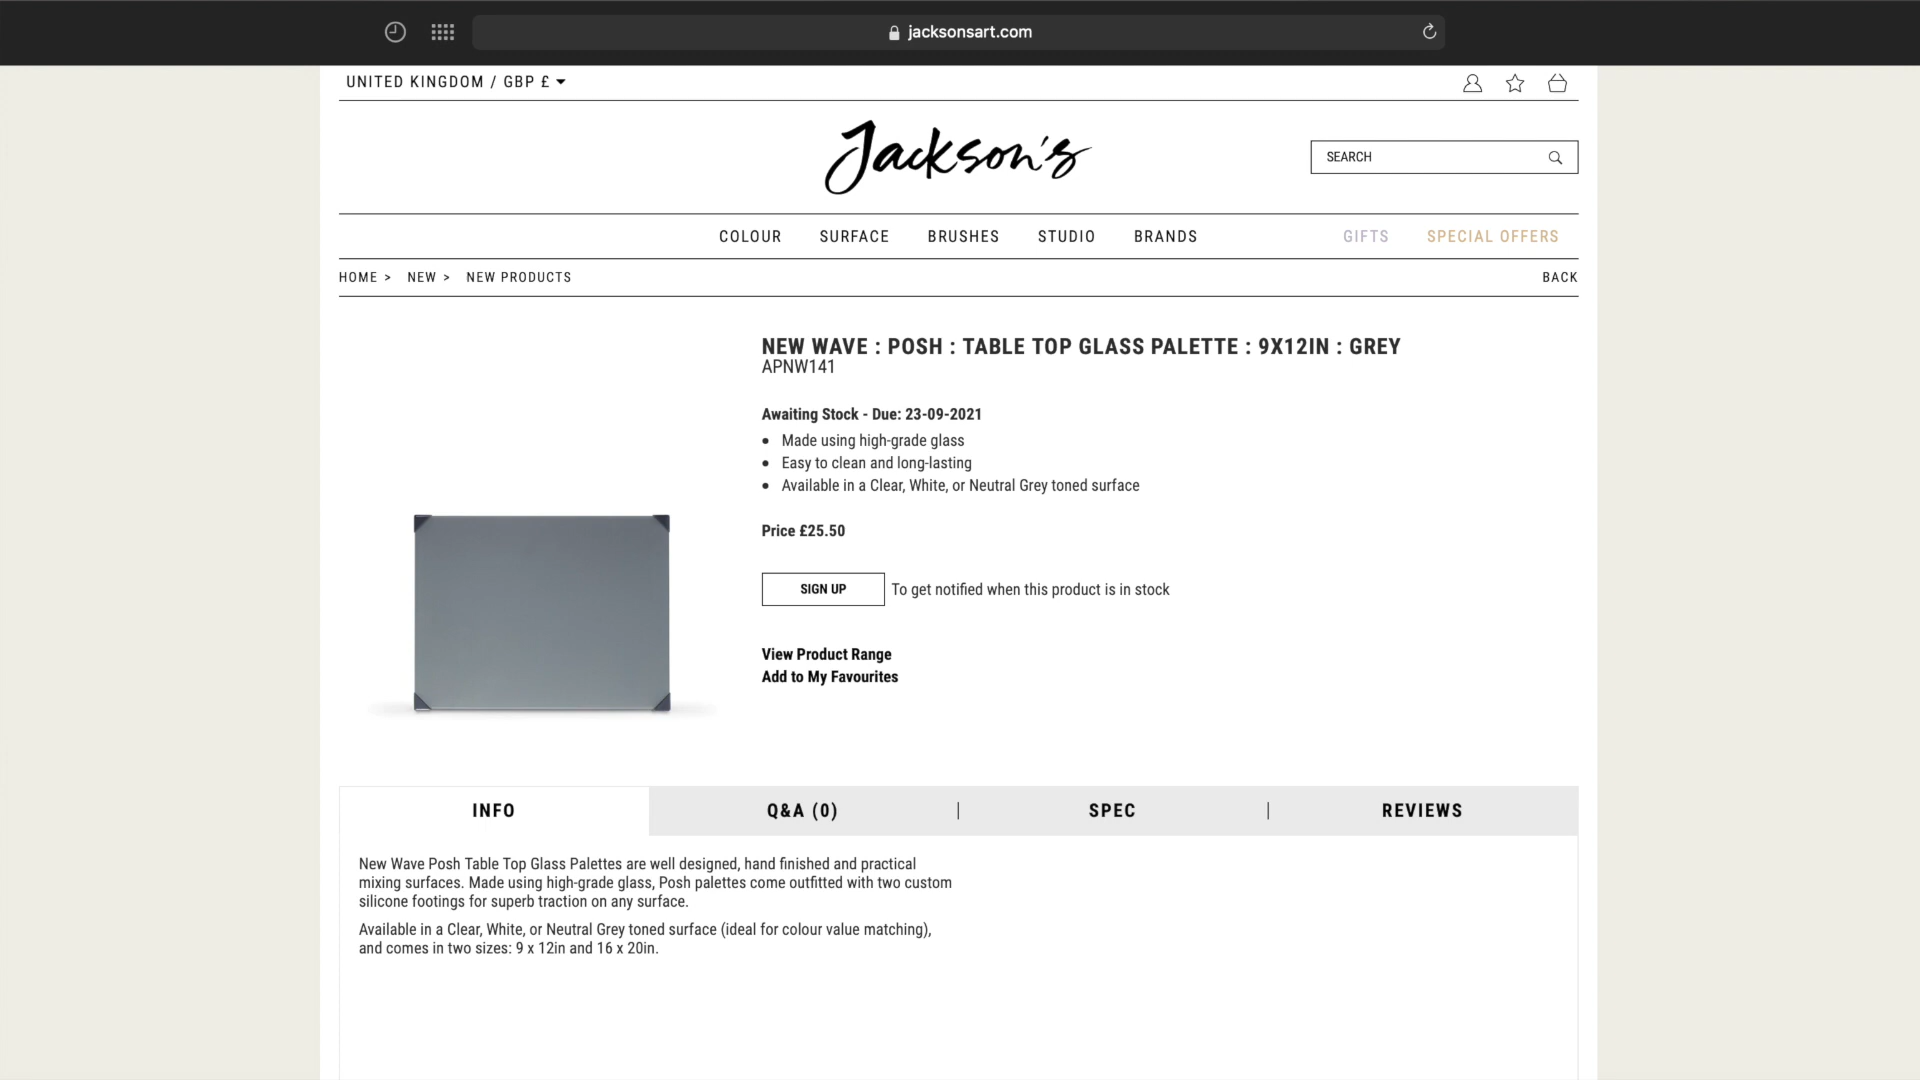 jacksonsart.com
UNITED KINGDOM / GBP £
Jackson's
SEARCH
COLOUR SURFACE BRUSHES STUDIO BRANDS GIFTS SPECIAL OFFERS
HOME > NEW > NEW PRODUCTS BACK
NEW WAVE : POSH : TABLE TOP GLASS PALETTE : 9X12IN : GREY
APNW141
Awaiting Stock - Due: 23-09-2021
• Made using high-grade glass
• Easy to clean and long-lasting
• Available in a Clear, White, or Neutral Grey toned surface
Price £25.50
SIGN UP To get notified when this product is in stock
View Product Range
Add to My Favourites
INFO Q&A (0) | SPEC | REVIEWS
New Wave Posh Table Top Glass Palettes are well designed, hand finished and practical
mixing surfaces. Made using high-grade glass, Posh palettes come outfitted with two custom
silicone footings for superb traction on any surface.
Available in a Clear, White, or Neutral Grey toned surface (ideal for colour value matching),
and comes in two sizes: 9 x 12in and 16 x 20in.